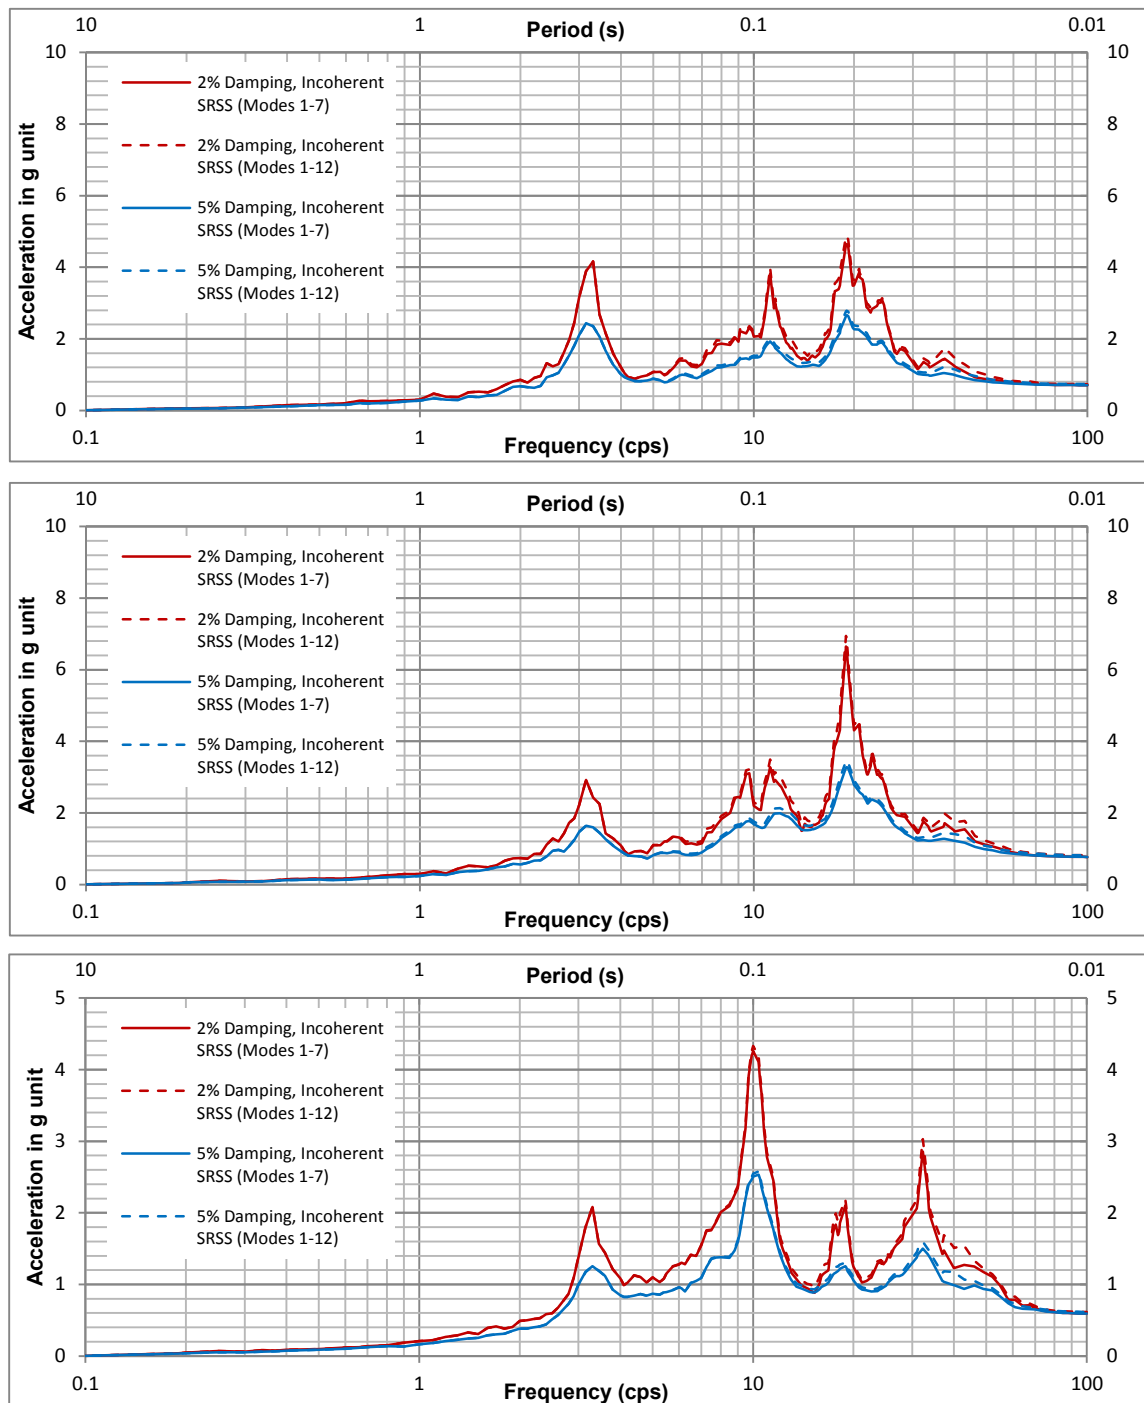 10 1 Period (s) 0.1 0.01
10 10
2% Damping, Incoherent
SRSS (Modes 1-7)
8 8
2% Damping, Incoherent
SRSS (Modes 1-12)
6 6
5% Damping, Incoherent
SRSS (Modes 1-7)
4 4
5% Damping, Incoherent
SRSS (Modes 1-12)
2 2
0 0
Acceleration in g unit
0.1 1 10 100
Frequency (cps)
10 1 Period (s) 0.1 0.01
10 10
2% Damping, Incoherent
SRSS (Modes 1-7)
8 8
2% Damping, Incoherent
SRSS (Modes 1-12)
6 6
5% Damping, Incoherent
SRSS (Modes 1-7)
4 4
5% Damping, Incoherent
SRSS (Modes 1-12)
2 2
0 0
Acceleration in g unit
0.1 1 10 100
Frequency (cps)
10 1 Period (s) 0.1 0.01
5 5
2% Damping, Incoherent
SRSS (Modes 1-7)
4 4
2% Damping, Incoherent
SRSS (Modes 1-12)
3 3
5% Damping, Incoherent
SRSS (Modes 1-7)
2 2
5% Damping, Incoherent
SRSS (Modes 1-12)
1 1
0 0
Acceleration in g unit
0.1 1 10 100
Frequency (cps)